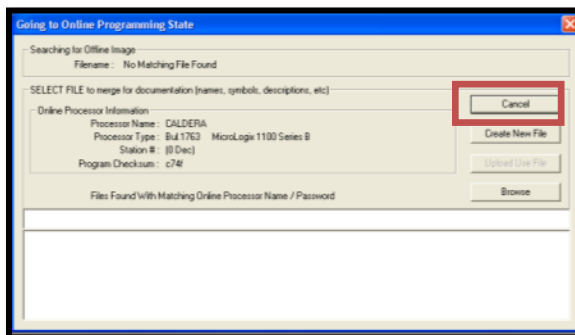 Going to Online Programming State
Searching for Offline Image
Filename : No Matching File Found
SELECT FILE to merge for documentation (names, symbols, descriptions, etc)
Online Processor Information
Processor Name : CALDERA
Processor Type : Bul.1763 MicroLogix 1100 Series B
Station # : (0 Dec)
Program Checksum : c74f
Files Found With Matching Online Processor Name / Password
Cancel
Create New File
Upload Use File
Browse